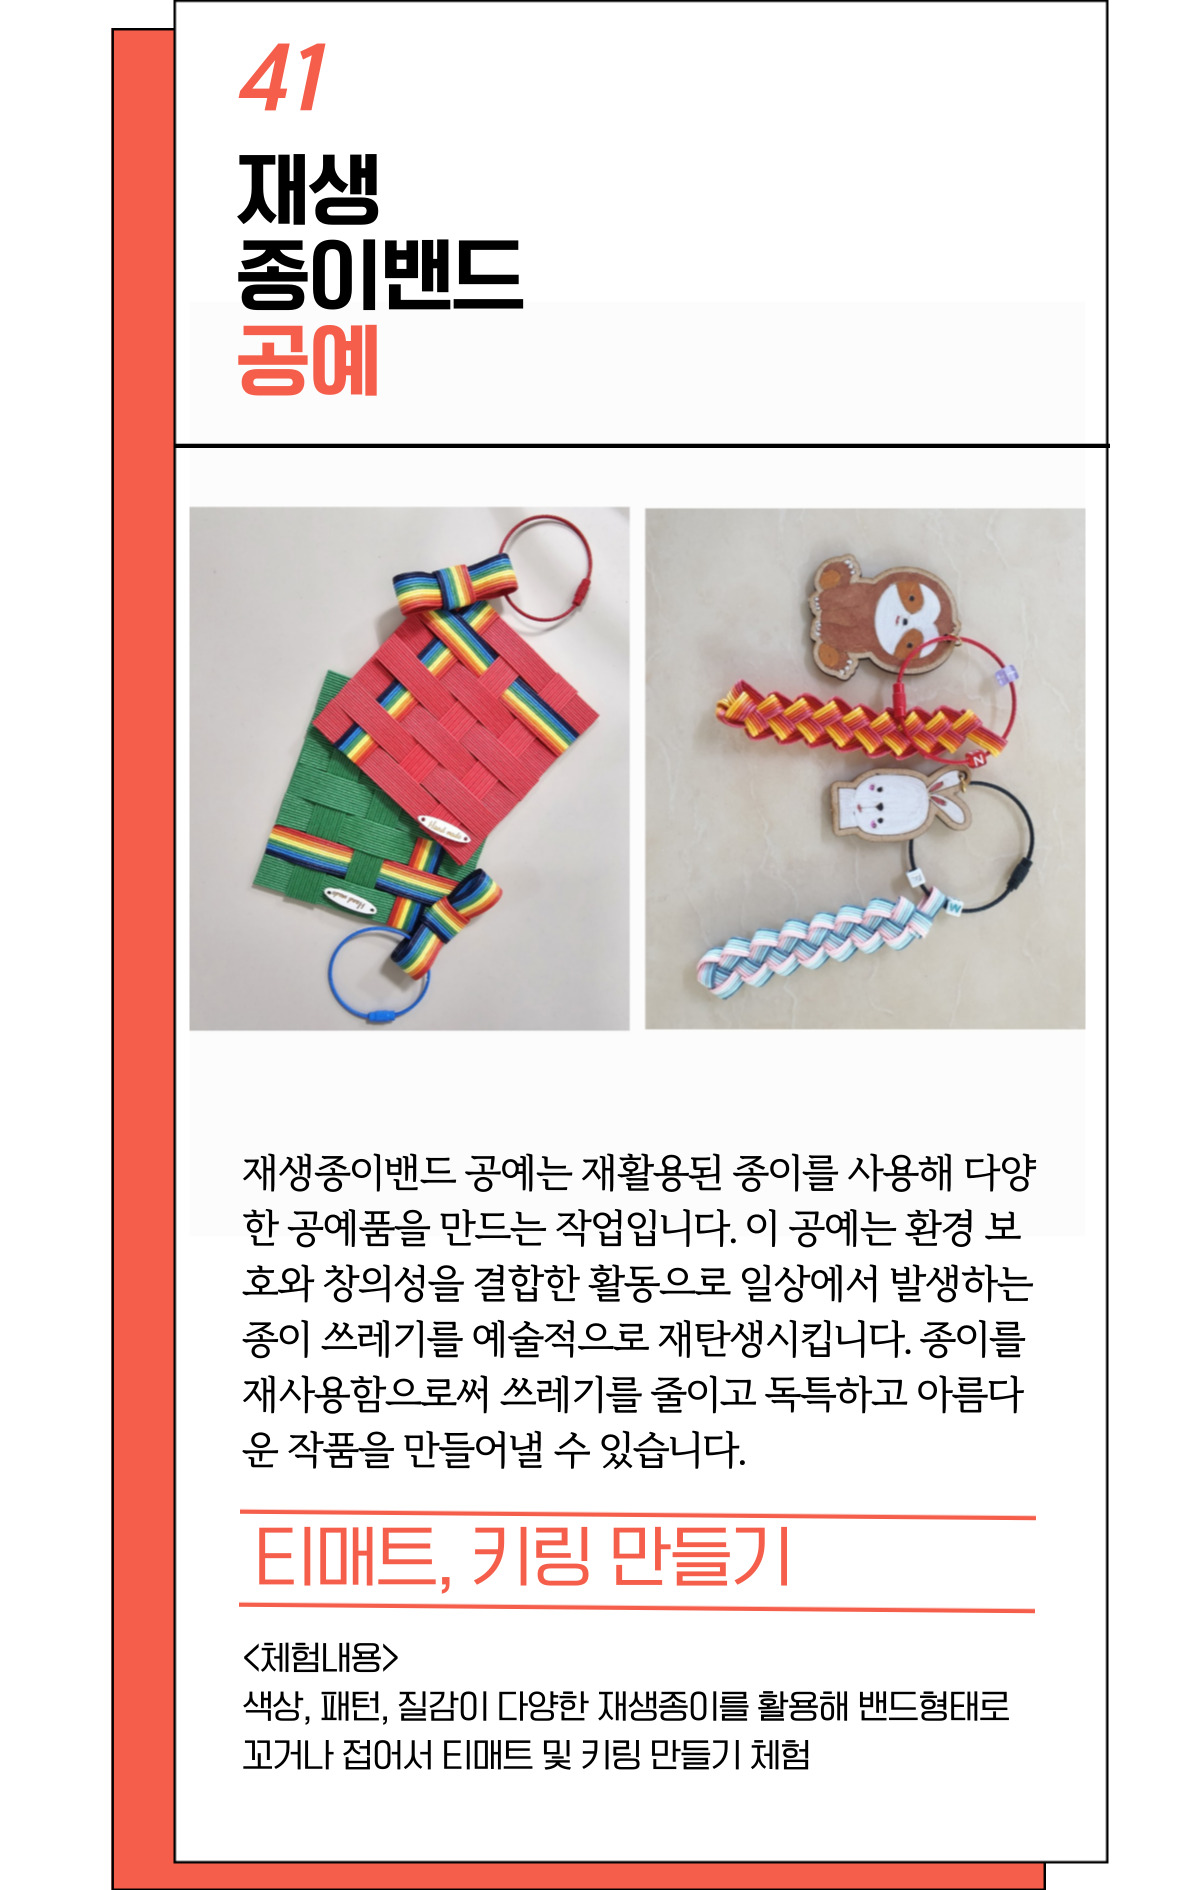 41
재생
종이밴드
공예
Hand made
Hand made
N
W
재생종이밴드 공예는 재활용된 종이를 사용해 다양
한 공예품을 만드는 작업입니다. 이 공예는 환경 보
호와 창의성을 결합한 활동으로 일상에서 발생하는
종이 쓰레기를 예술적으로 재탄생시킵니다. 종이를
재사용함으로써 쓰레기를 줄이고 독특하고 아름다
운 작품을 만들어낼 수 있습니다.
티매트, 키링 만들기
<체험내용>
색상, 패턴, 질감이 다양한 재생종이를 활용해 밴드형태로
꼬거나 접어서 티매트 및 키링 만들기 체험